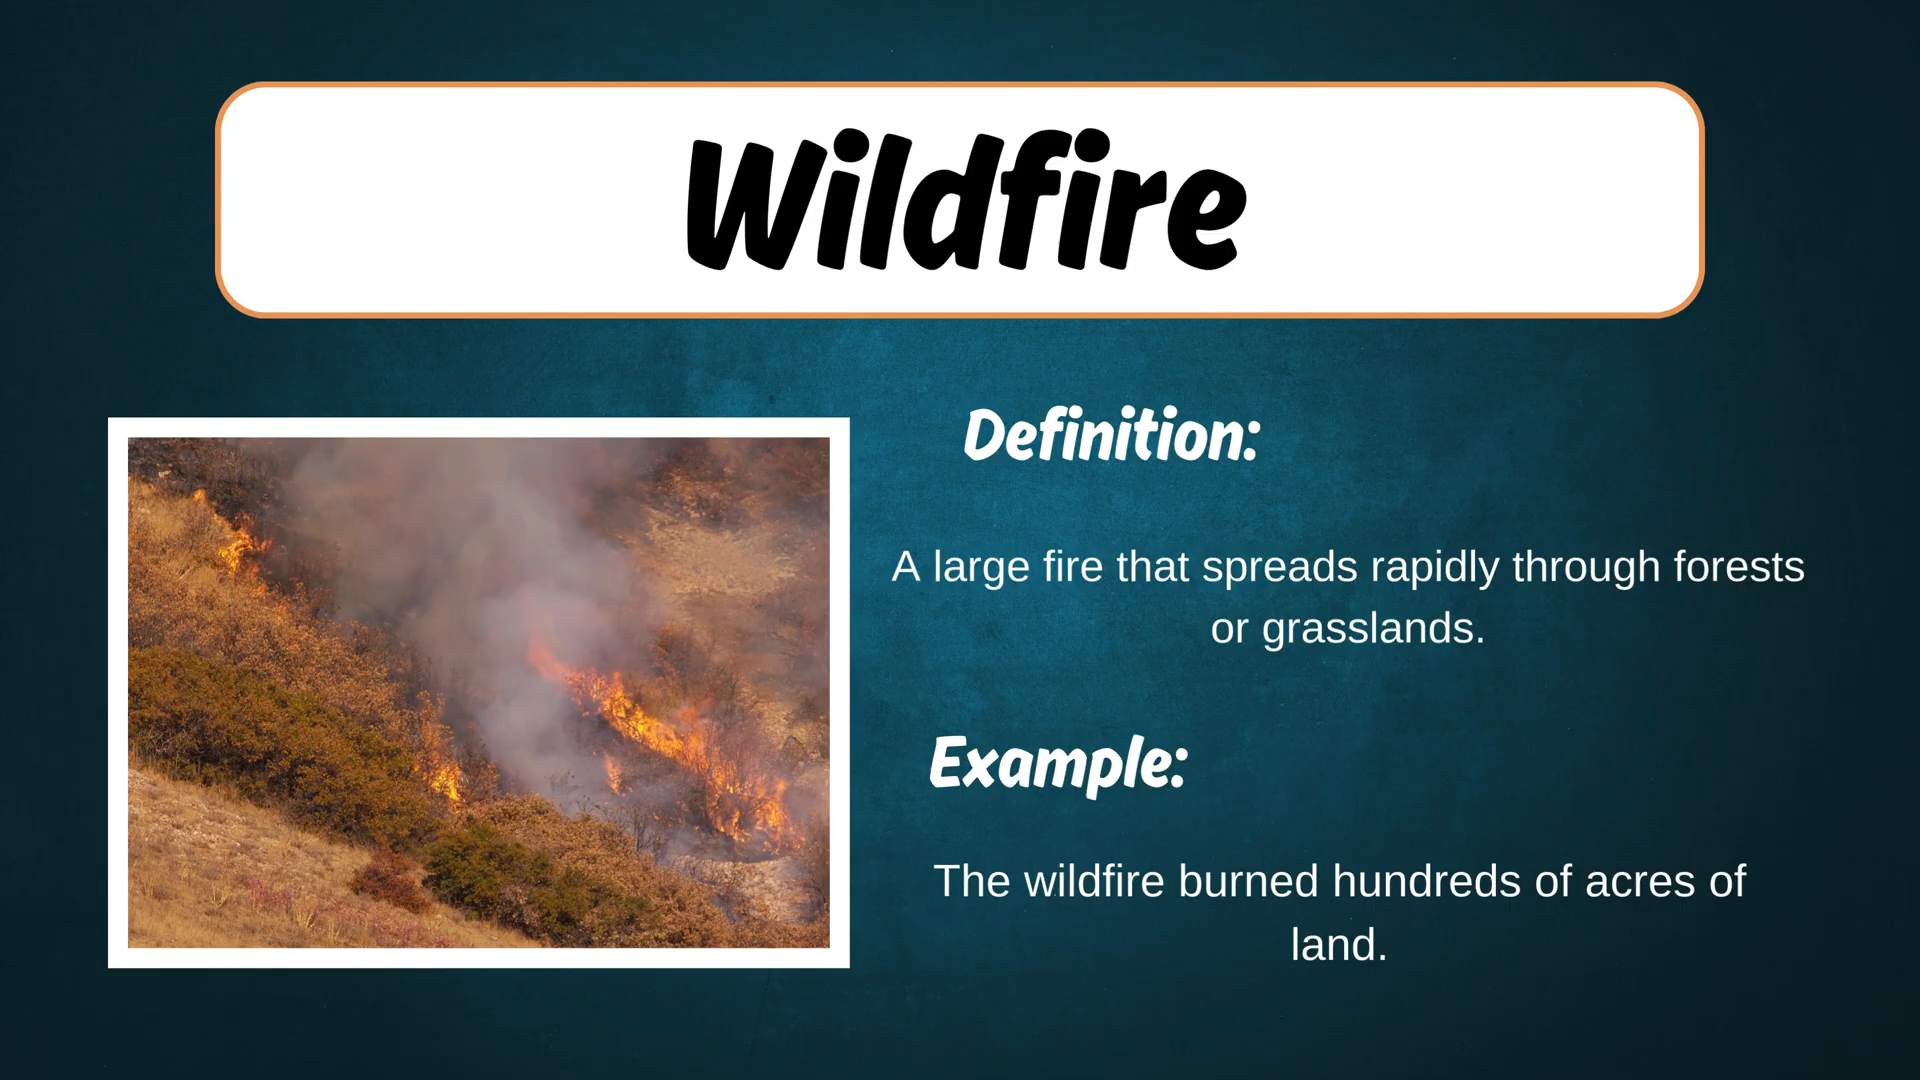 Wildfire
Definition:
A large fire that spreads rapidly through forests
or grasslands.
Example:
The wildfire burned hundreds of acres of
land.